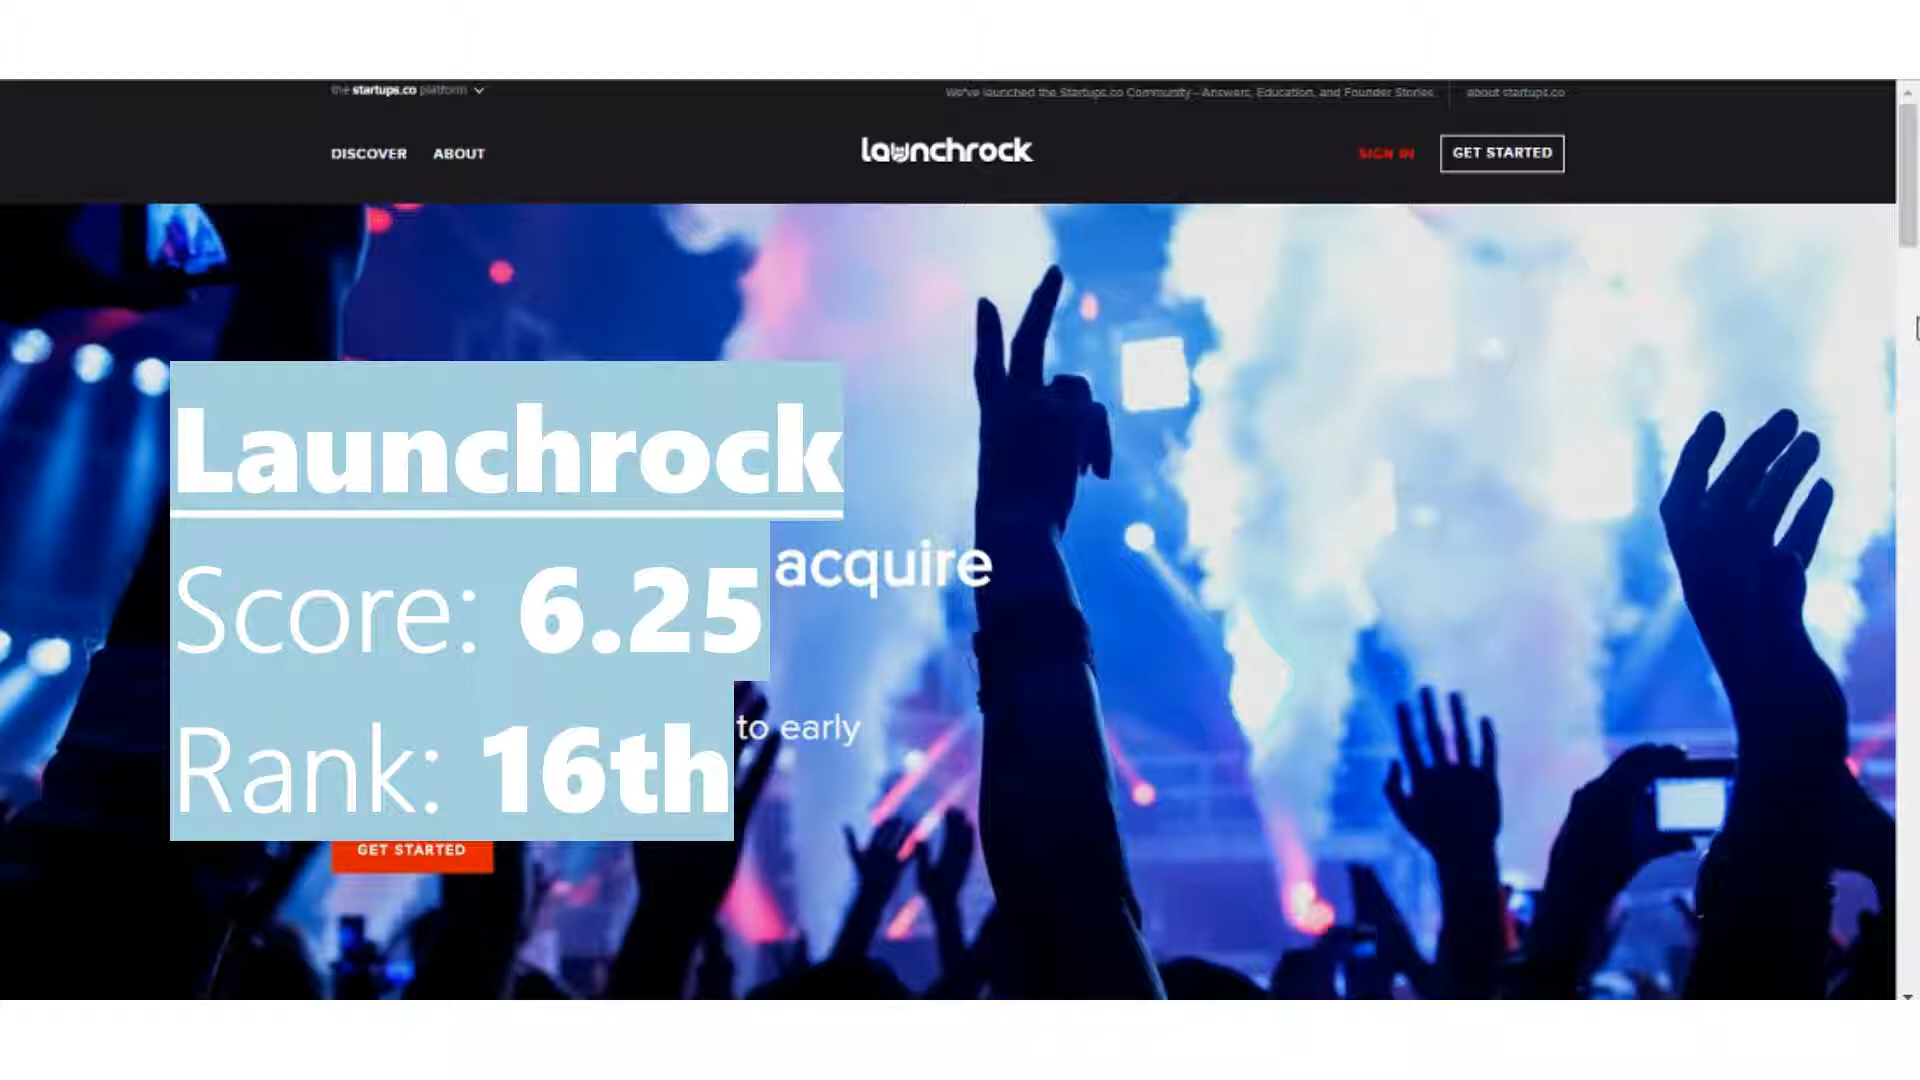 the startups.co platform
We've launched the Startups.co Community - Answers, Education, and Founder Stories.
about startups.co
DISCOVER
ABOUT
launchrock
SIGN IN
GET STARTED
Launchrock
Score: 6.25
acquire
Rank: 16th
to early
GET STARTED